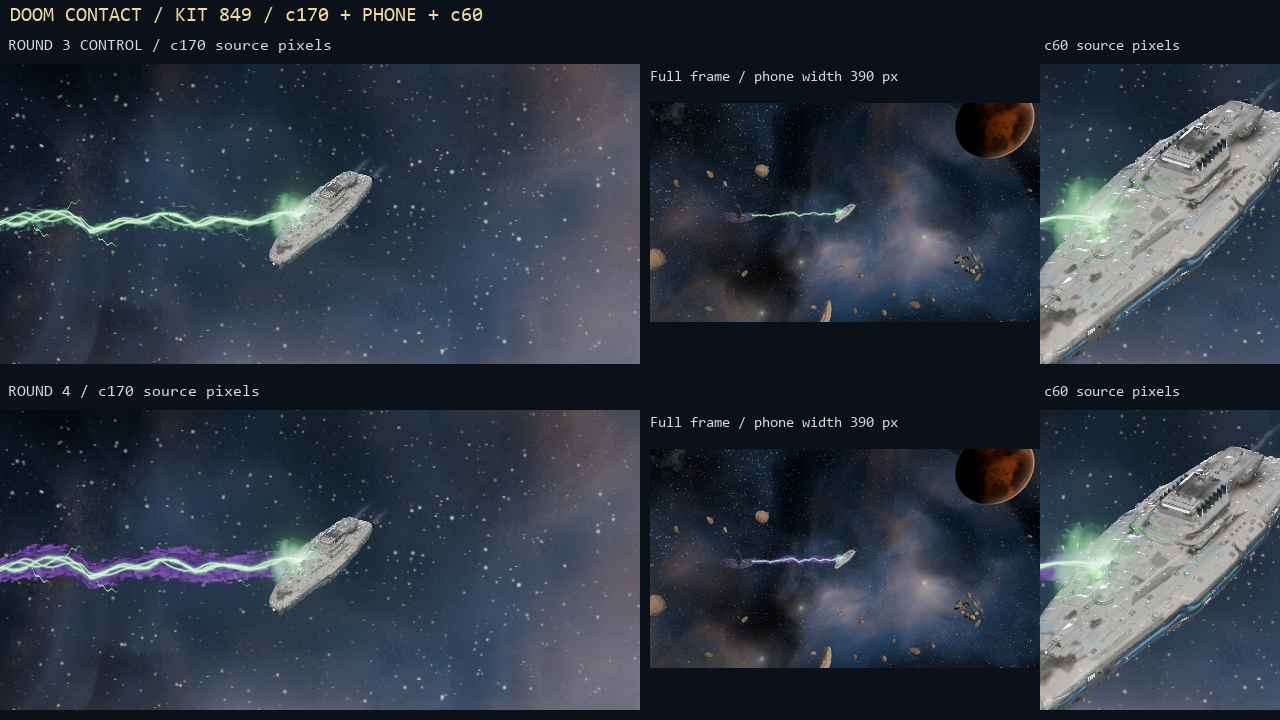 DOOM CONTACT / KIT 849 / c170 + PHONE + c60
ROUND 3 CONTROL / c170 source pixels
c60 source pixels
Full frame / phone width 390 px
ROUND 4 / c170 source pixels
c60 source pixels
Full frame / phone width 390 px